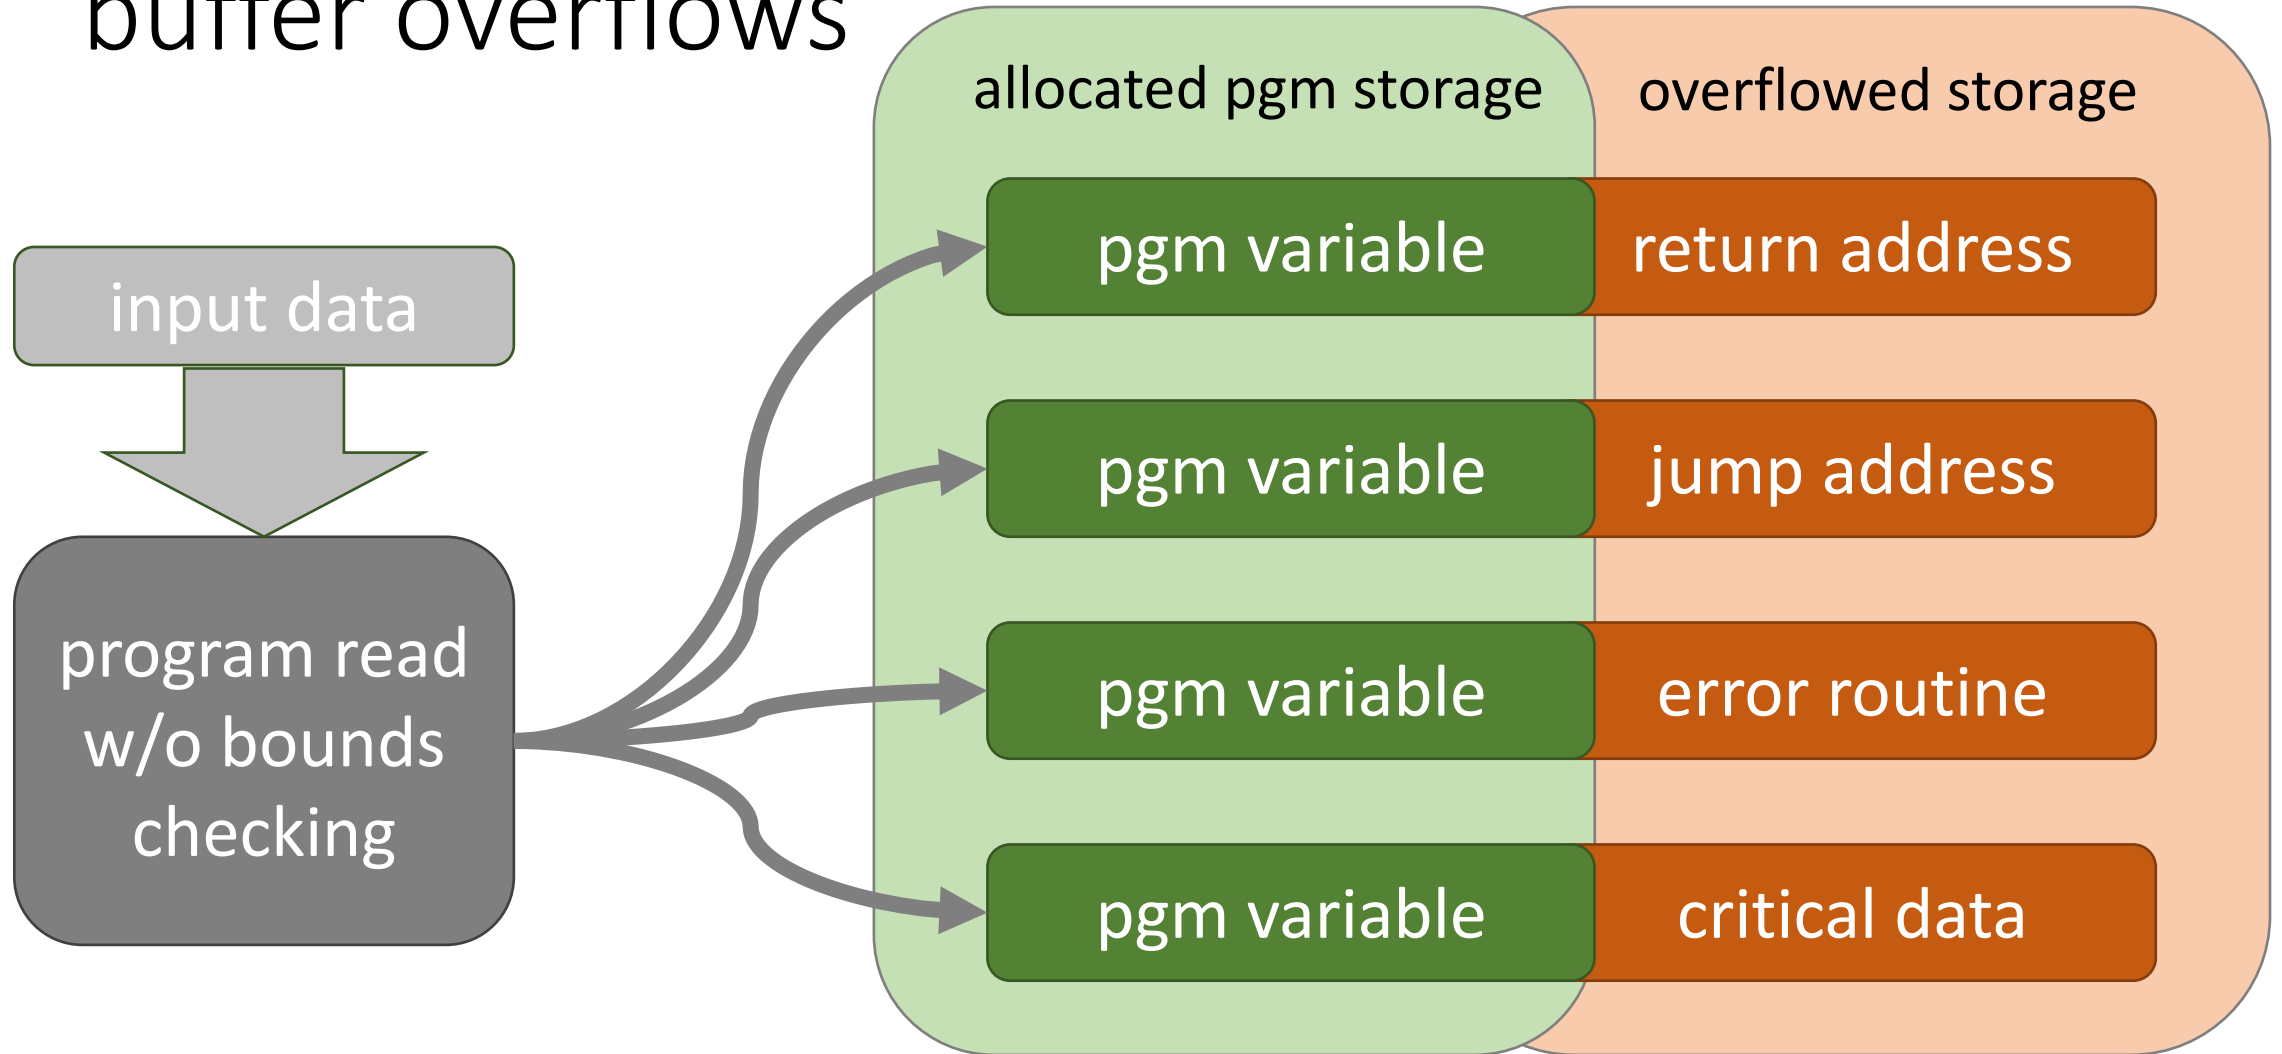 buffer overflows
allocated pgm storage
overflowed storage
input data
program read
w/o bounds
checking
pgm variable
return address
pgm variable
jump address
pgm variable
error routine
pgm variable
critical data